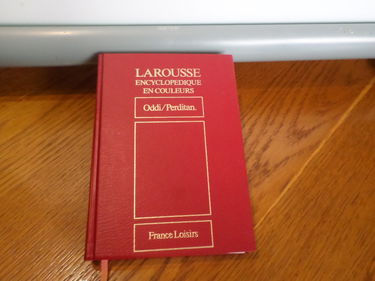 LAROUSSE
ENCYCLOPEDIQUE
EN COULEURS
Oddi/Perditan.
France Loisirs